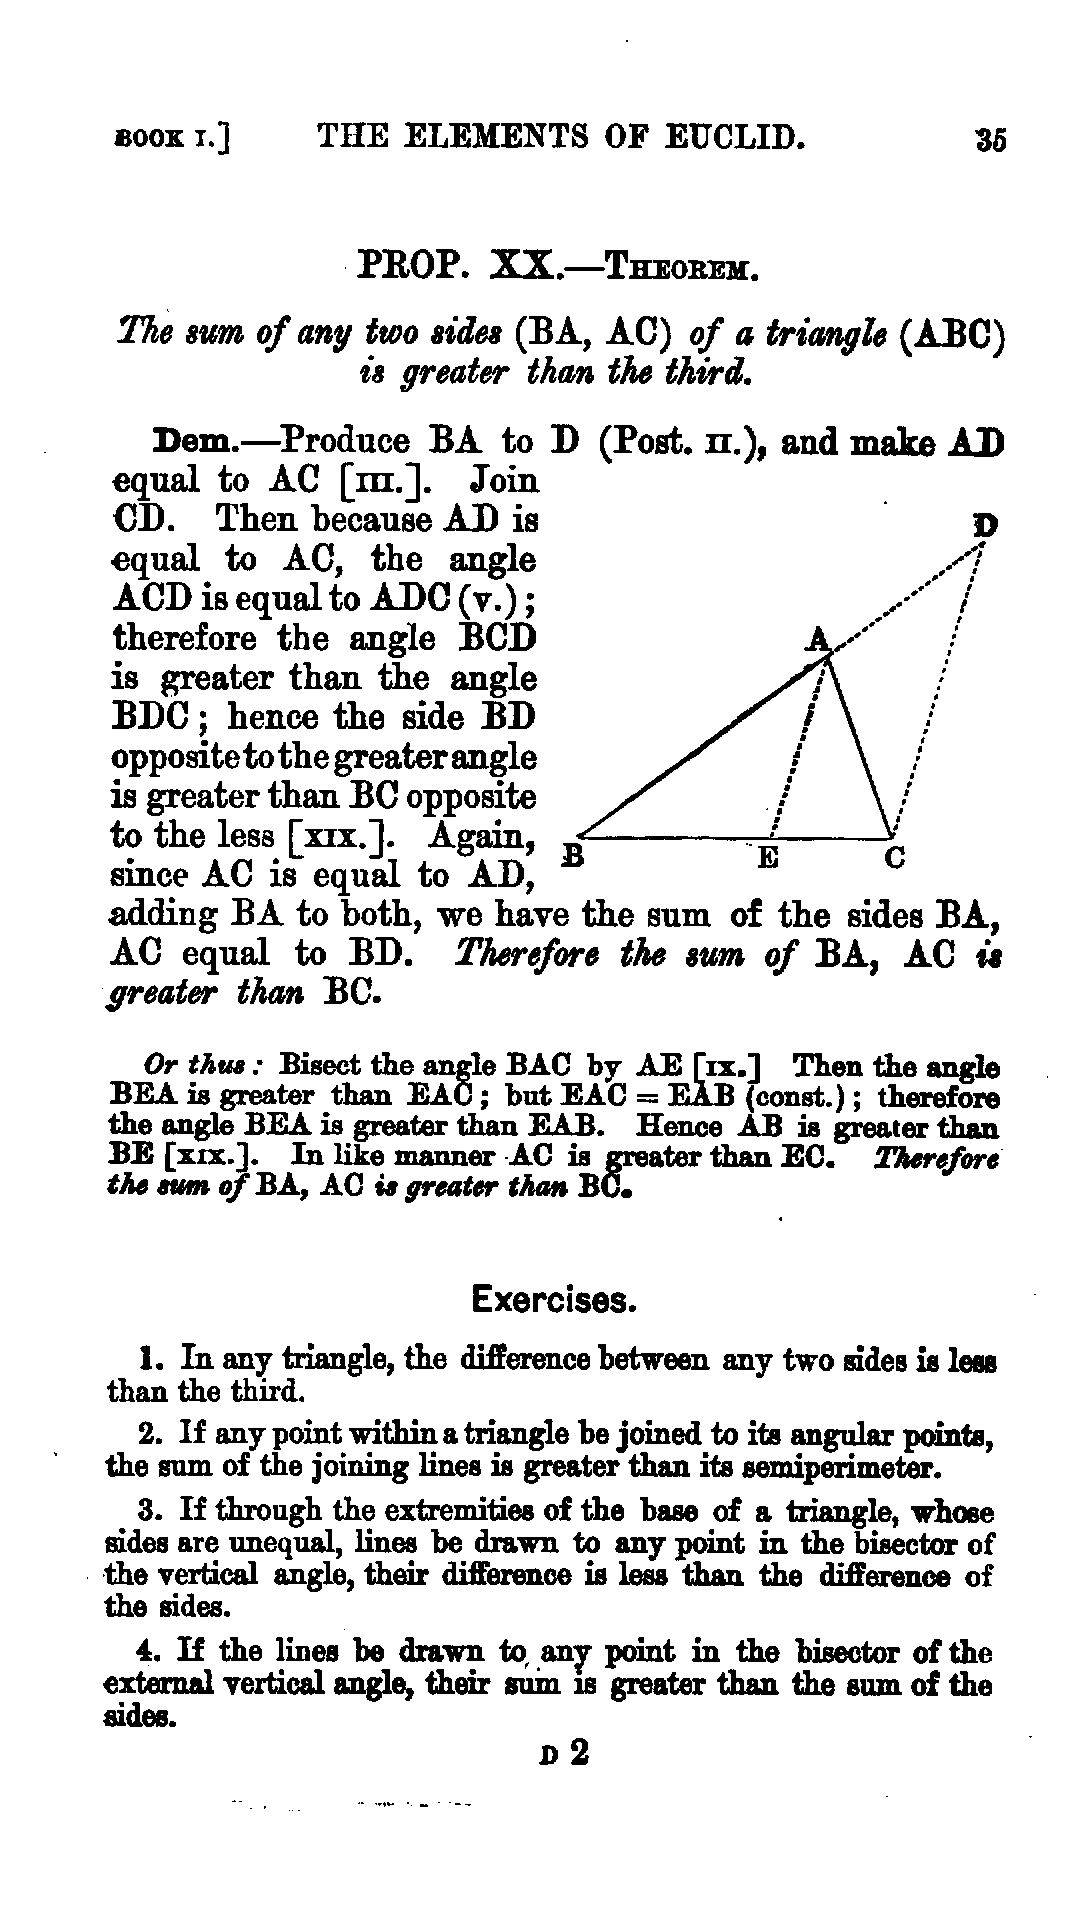 BOOK I.] THE ELEMENTS OF EUCLID. 35
PROP. XX.—THEOREM.
The sum of any two sides (BA, AC) of a triangle (ABC)
is greater than the third.
Dem.—Produce BA to D (Post. II.), and make AD
equal to AC [III.]. Join
CD. Then because AD is
equal to AC, the angle
ACD is equal to ADC (V.);
therefore the angle BCD
is greater than the angle
BDC; hence the side BD
opposite to the greater angle
is greater than BC opposite
to the less [XIX.]. Again,
since AC is equal to AD,
adding BA to both, we have the sum of the sides BA,
AC equal to BD. Therefore the sum of BA, AC is
greater than BC.
D
A
B
E
C
Or thus: Bisect the angle BAC by AE [IX.] Then the angle
BEA is greater than EAC; but EAC = EAB (const.); therefore
the angle BEA is greater than EAB. Hence AB is greater than
BE [XIX.]. In like manner AC is greater than EC. Therefore
the sum of BA, AC is greater than BC.
Exercises.
1. In any triangle, the difference between any two sides is less
than the third.
2. If any point within a triangle be joined to its angular points,
the sum of the joining lines is greater than its semiperimeter.
3. If through the extremities of the base of a triangle, whose
sides are unequal, lines be drawn to any point in the bisector of
the vertical angle, their difference is less than the difference of
the sides.
4. If the lines be drawn to any point in the bisector of the
external vertical angle, their sum is greater than the sum of the
sides.
D 2